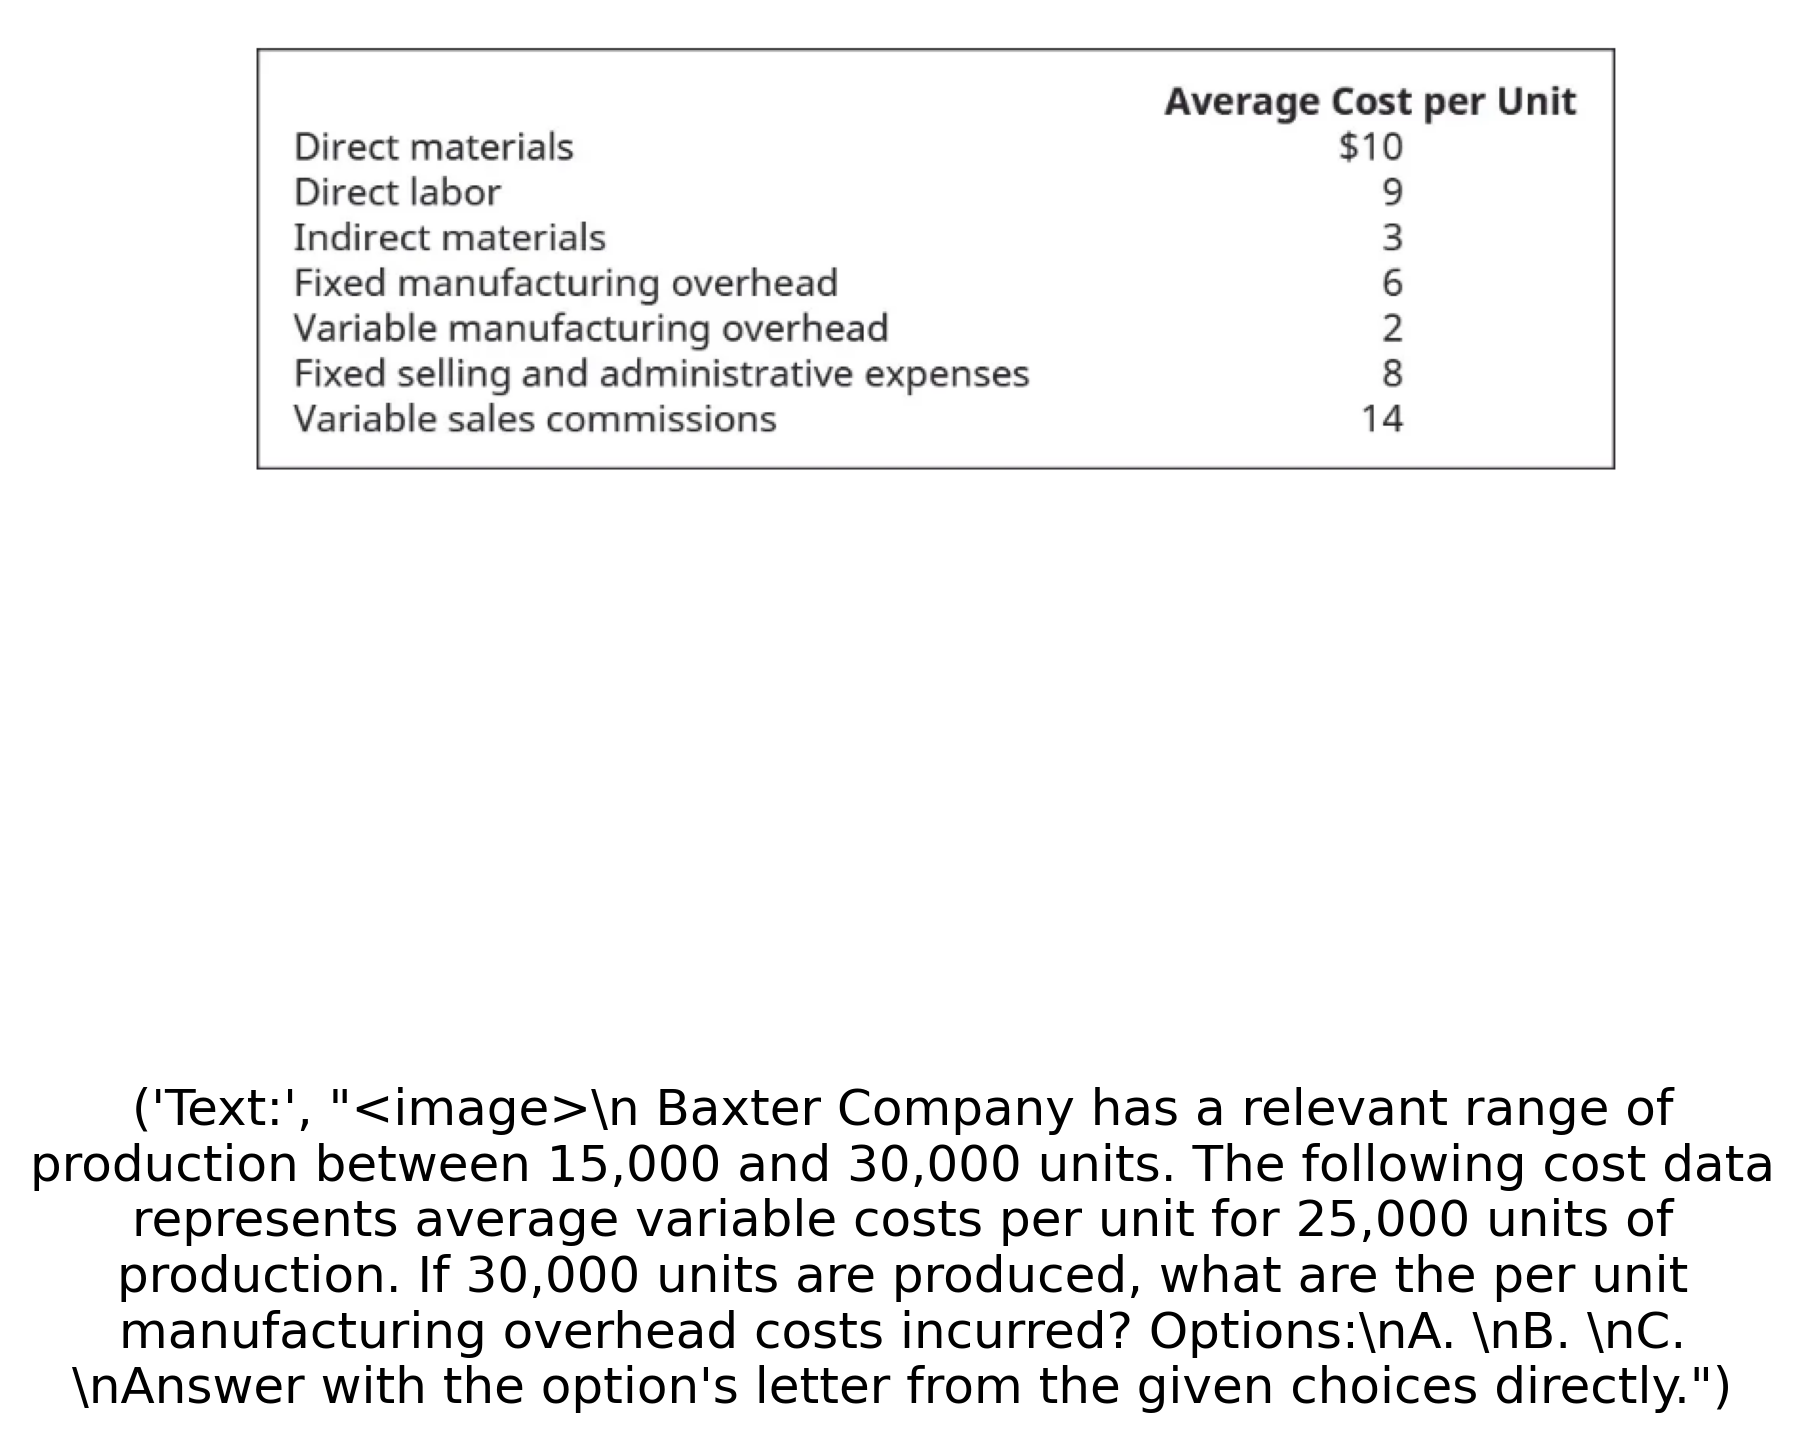 Average Cost per Unit
Direct materials $10
Direct labor 9
Indirect materials 3
Fixed manufacturing overhead 6
Variable manufacturing overhead 2
Fixed selling and administrative expenses 8
Variable sales commissions 14
('Text:', "<image>\n Baxter Company has a relevant range of
production between 15,000 and 30,000 units. The following cost data
represents average variable costs per unit for 25,000 units of
production. If 30,000 units are produced, what are the per unit
manufacturing overhead costs incurred? Options:\nA. \nB. \nC.
\nAnswer with the option's letter from the given choices directly.")